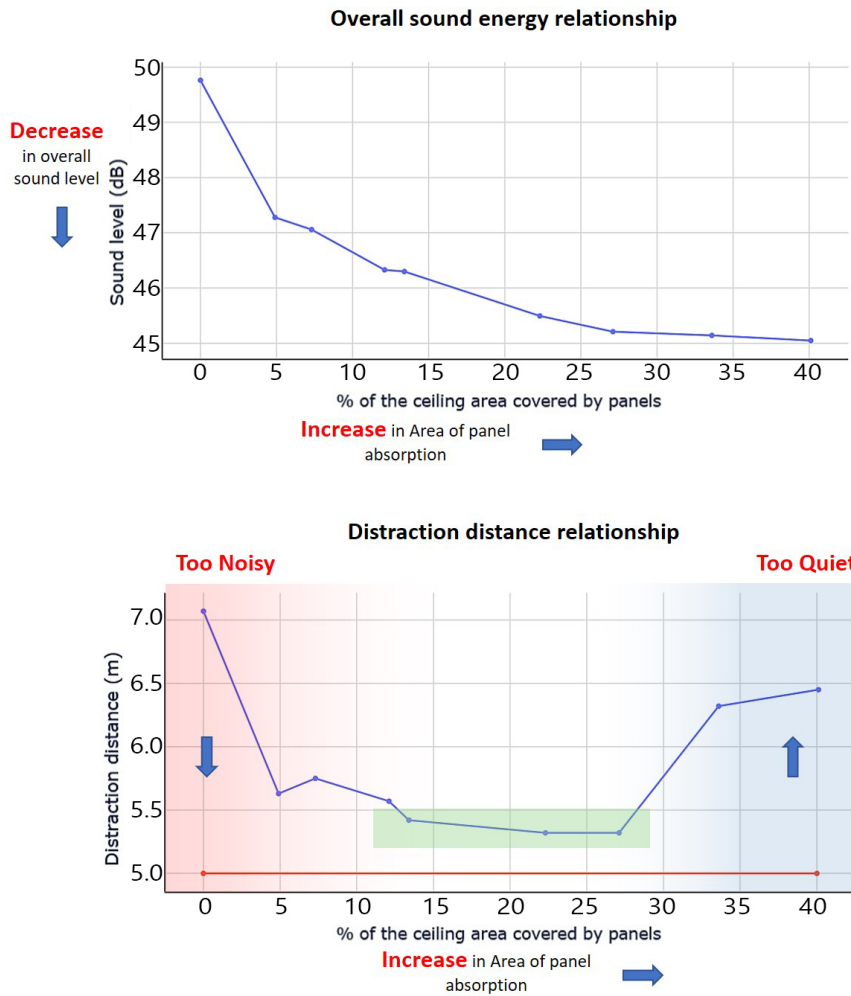 Overall sound energy relationship
Decrease
in overall
sound level
Sound level (dB)
50
49
48
47
46
45
0 5 10 15 20 25 30 35 40
% of the ceiling area covered by panels
Increase in Area of panel
absorption
Distraction distance relationship
Too Noisy
Too Quiet
Distraction distance (m)
7.0
6.5
6.0
5.5
5.0
0 5 10 15 20 25 30 35 40
% of the ceiling area covered by panels
Increase in Area of panel
absorption